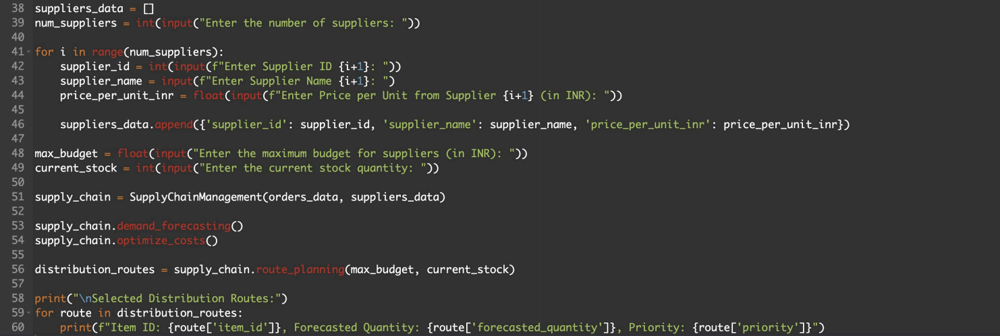 38 suppliers_data = []
39 num_suppliers = int(input("Enter the number of suppliers: "))
40
41 for i in range(num_suppliers):
42     supplier_id = int(input(f"Enter Supplier ID {i+1}: "))
43     supplier_name = input(f"Enter Supplier Name {i+1}: ")
44     price_per_unit_inr = float(input(f"Enter Price per Unit from Supplier {i+1} (in INR): "))
45
46     suppliers_data.append({'supplier_id': supplier_id, 'supplier_name': supplier_name, 'price_per_unit_inr': price_per_unit_inr})
47
48 max_budget = float(input("Enter the maximum budget for suppliers (in INR): "))
49 current_stock = int(input("Enter the current stock quantity: "))
50
51 supply_chain = SupplyChainManagement(orders_data, suppliers_data)
52
53 supply_chain.demand_forecasting()
54 supply_chain.optimize_costs()
55
56 distribution_routes = supply_chain.route_planning(max_budget, current_stock)
57
58 print("\nSelected Distribution Routes:")
59 for route in distribution_routes:
60     print(f"Item ID: {route['item_id']}, Forecasted Quantity: {route['forecasted_quantity']}, Priority: {route['priority']}")